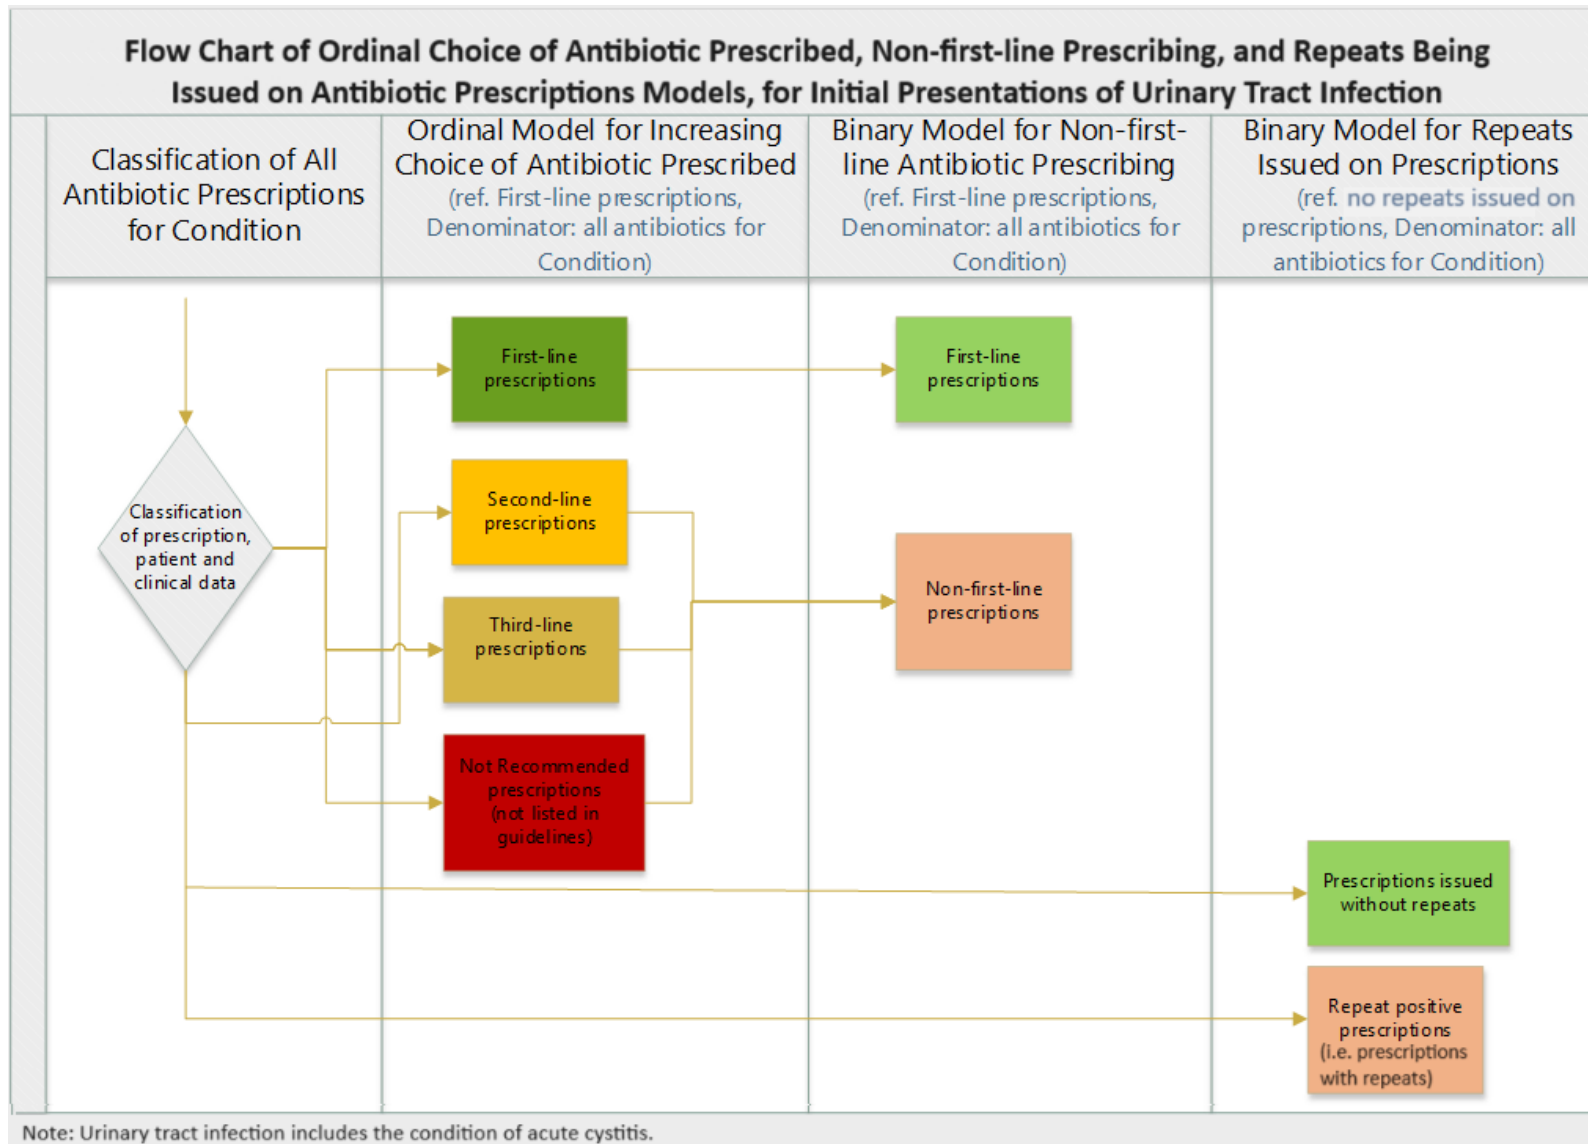 Flow Chart of Ordinal Choice of Antibiotic Prescribed, Non-first-line Prescribing, and Repeats Being
Issued on Antibiotic Prescriptions Models, for Initial Presentations of Urinary Tract Infection
Classification of All
Antibiotic Prescriptions
for Condition
Ordinal Model for Increasing
Choice of Antibiotic Prescribed
(ref. First-line prescriptions,
Denominator: all antibiotics for
Condition)
Binary Model for Non-first-
line Antibiotic Prescribing
(ref. First-line prescriptions,
Denominator: all antibiotics for
Condition)
Binary Model for Repeats
Issued on Prescriptions
(ref. no repeats issued on
prescriptions, Denominator: all
antibiotics for Condition)
Classification
of prescription,
patient and
clinical data
First-line
prescriptions
Second-line
prescriptions
Third-line
prescriptions
Not Recommended
prescriptions
(not listed in
guidelines)
First-line
prescriptions
Non-first-line
prescriptions
Prescriptions issued
without repeats
Repeat positive
prescriptions
(i.e. prescriptions
with repeats)
Note: Urinary tract infection includes the condition of acute cystitis.